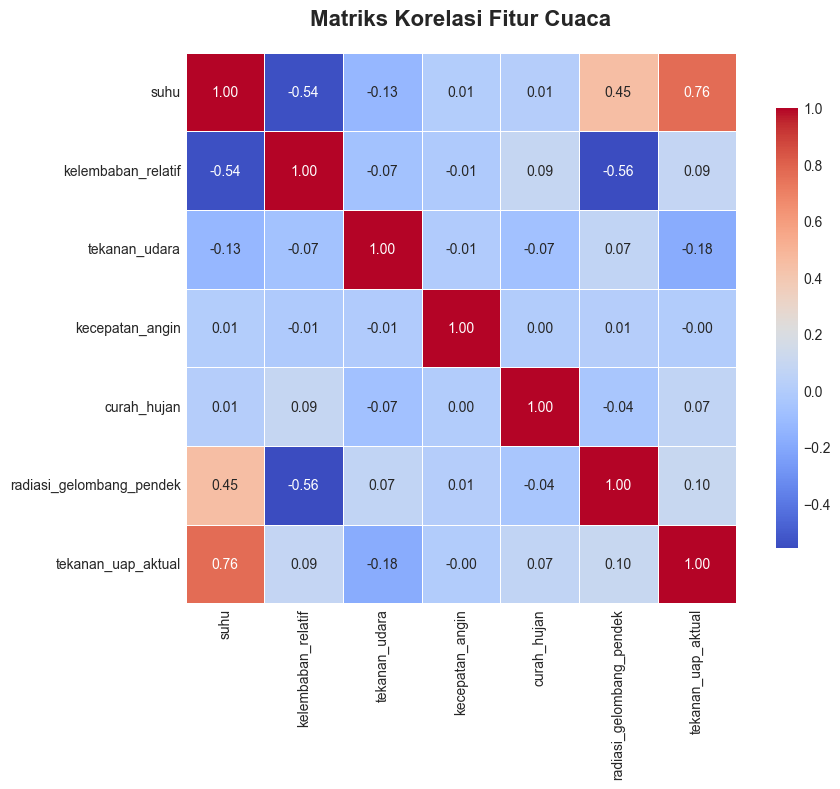 Matriks Korelasi Fitur Cuaca
suhu 1.00 -0.54 -0.13 0.01 0.01 0.45 0.76
kelembaban_relatif -0.54 1.00 -0.07 -0.01 0.09 -0.56 0.09
tekanan_udara -0.13 -0.07 1.00 -0.01 -0.07 0.07 -0.18
kecepatan_angin 0.01 -0.01 -0.01 1.00 0.00 0.01 -0.00
curah_hujan 0.01 0.09 -0.07 0.00 1.00 -0.04 0.07
radiasi_gelombang_pendek 0.45 -0.56 0.07 0.01 -0.04 1.00 0.10
tekanan_uap_aktual 0.76 0.09 -0.18 -0.00 0.07 0.10 1.00
suhu
kelembaban_relatif
tekanan_udara
kecepatan_angin
curah_hujan
radiasi_gelombang_pendek
tekanan_uap_aktual
1.0
0.8
0.6
0.4
0.2
0.0
−0.2
−0.4